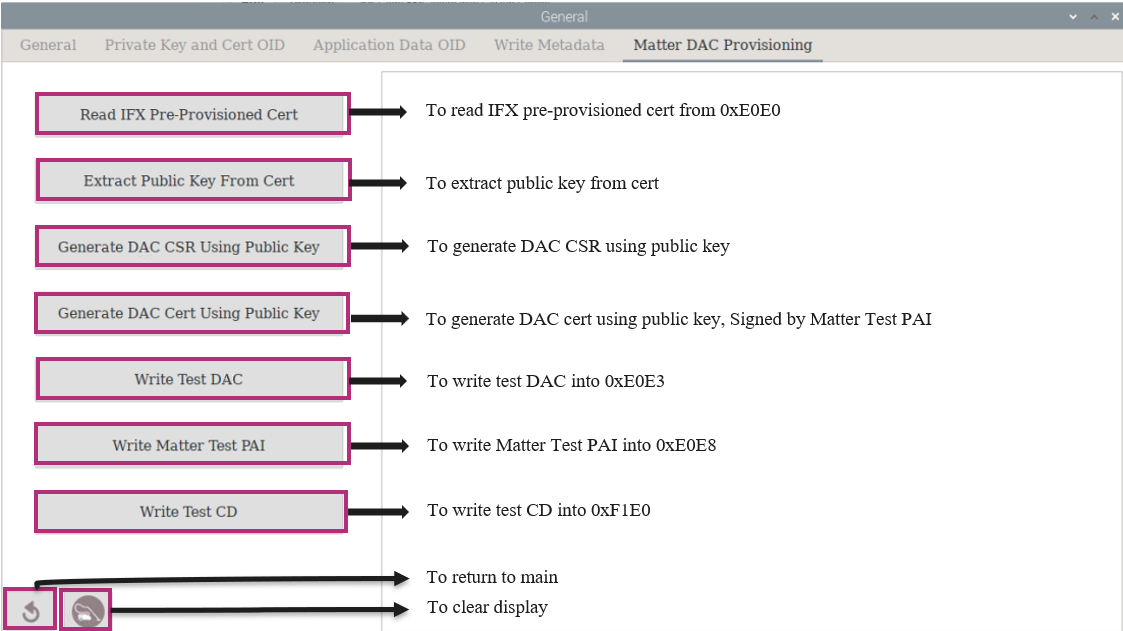 General
General Private Key and Cert OID Application Data OID Write Metadata Matter DAC Provisioning
Read IFX Pre-Provisioned Cert To read IFX pre-provisioned cert from 0xE0E0
Extract Public Key From Cert To extract public key from cert
Generate DAC CSR Using Public Key To generate DAC CSR using public key
Generate DAC Cert Using Public Key To generate DAC cert using public key, Signed by Matter Test PAI
Write Test DAC To write test DAC into 0xE0E3
Write Matter Test PAI To write Matter Test PAI into 0xE0E8
Write Test CD To write test CD into 0xF1E0
To return to main
To clear display